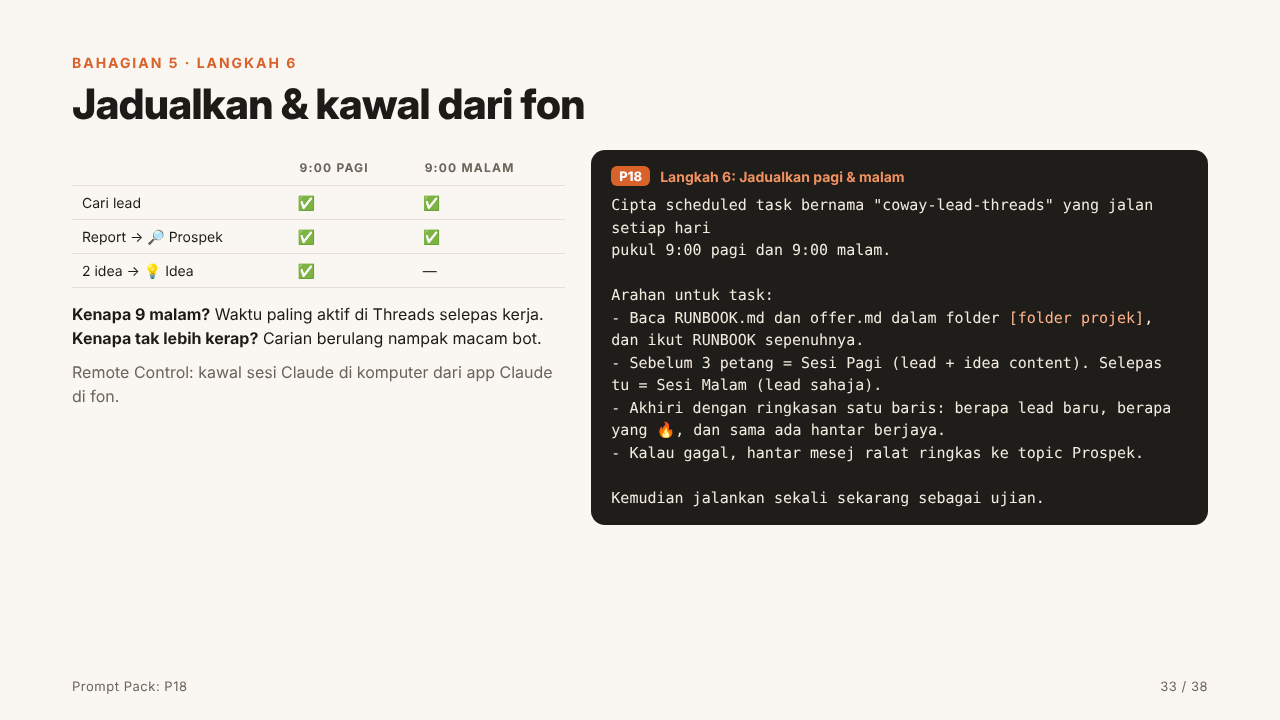 BAHAGIAN 5 · LANGKAH 6
Jadualkan & kawal dari fon
9:00 PAGI 9:00 MALAM
Cari lead ✅ ✅
Report → 🔎 Prospek ✅ ✅
2 idea → 💡 Idea ✅ —
Kenapa 9 malam? Waktu paling aktif di Threads selepas kerja.
Kenapa tak lebih kerap? Carian berulang nampak macam bot.
Remote Control: kawal sesi Claude di komputer dari app Claude
di fon.
P18 Langkah 6: Jadualkan pagi & malam
Cipta scheduled task bernama "coway-lead-threads" yang jalan
setiap hari
pukul 9:00 pagi dan 9:00 malam.
Arahan untuk task:
- Baca RUNBOOK.md dan offer.md dalam folder [folder projek],
dan ikut RUNBOOK sepenuhnya.
- Sebelum 3 petang = Sesi Pagi (lead + idea content). Selepas
tu = Sesi Malam (lead sahaja).
- Akhiri dengan ringkasan satu baris: berapa lead baru, berapa
yang 🔥, dan sama ada hantar berjaya.
- Kalau gagal, hantar mesej ralat ringkas ke topic Prospek.
Kemudian jalankan sekali sekarang sebagai ujian.
Prompt Pack: P18
33 / 38